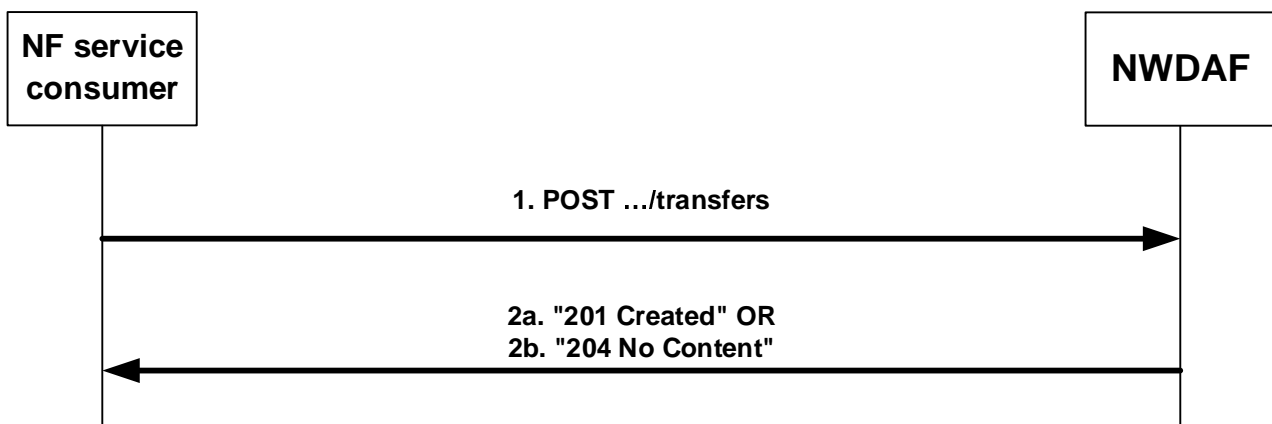 NF service
consumer
NWDAF
1. POST …/transfers
2a. "201 Created" OR
2b. "204 No Content"